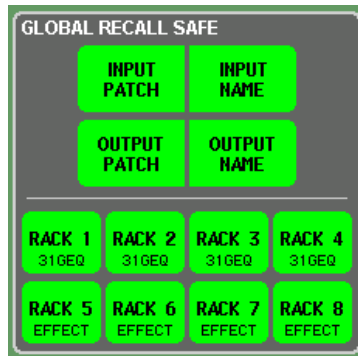 GLOBAL RECALL SAFE
INPUT INPUT
PATCH NAME
OUTPUT OUTPUT
PATCH NAME
RACK 1 RACK 2 RACK 3 RACK 4
31GEQ 31GEQ 31GEQ 31GEQ
RACK 5 RACK 6 RACK 7 RACK 8
EFFECT EFFECT EFFECT EFFECT